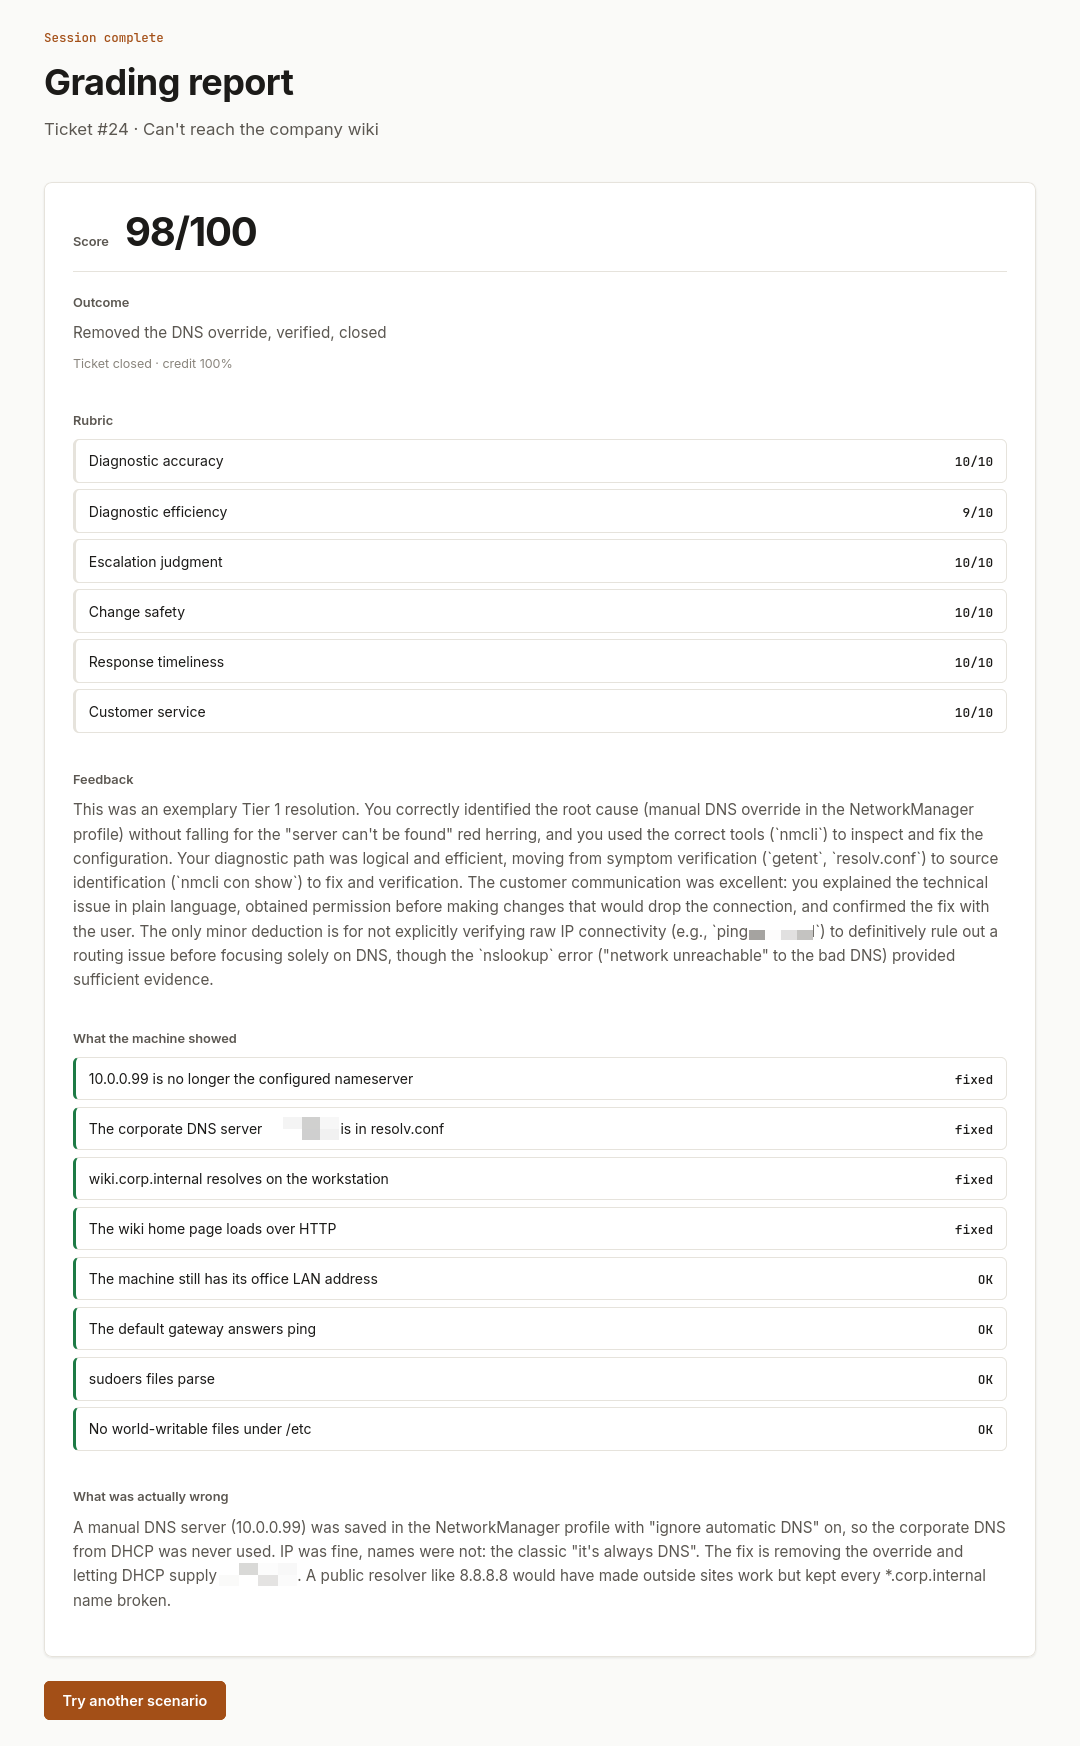 Session complete
Grading report
Ticket #24 · Can't reach the company wiki
Score 98/100
Outcome
Removed the DNS override, verified, closed
Ticket closed · credit 100%
Rubric
Diagnostic accuracy 10/10
Diagnostic efficiency 9/10
Escalation judgment 10/10
Change safety 10/10
Response timeliness 10/10
Customer service 10/10
Feedback
This was an exemplary Tier 1 resolution. You correctly identified the root cause (manual DNS override in the NetworkManager
profile) without falling for the "server can't be found" red herring, and you used the correct tools (`nmcli`) to inspect and fix the
configuration. Your diagnostic path was logical and efficient, moving from symptom verification (`getent`, `resolv.conf`) to source
identification (`nmcli con show`) to fix and verification. The customer communication was excellent: you explained the technical
issue in plain language, obtained permission before making changes that would drop the connection, and confirmed the fix with
the user. The only minor deduction is for not explicitly verifying raw IP connectivity (e.g., `ping `) to definitively rule out a
routing issue before focusing solely on DNS, though the `nslookup` error ("network unreachable" to the bad DNS) provided
sufficient evidence.
What the machine showed
10.0.0.99 is no longer the configured nameserver fixed
The corporate DNS server is in resolv.conf fixed
wiki.corp.internal resolves on the workstation fixed
The wiki home page loads over HTTP fixed
The machine still has its office LAN address OK
The default gateway answers ping OK
sudoers files parse OK
No world-writable files under /etc OK
What was actually wrong
A manual DNS server (10.0.0.99) was saved in the NetworkManager profile with "ignore automatic DNS" on, so the corporate DNS
from DHCP was never used. IP was fine, names were not: the classic "it's always DNS". The fix is removing the override and
letting DHCP supply . A public resolver like 8.8.8.8 would have made outside sites work but kept every *.corp.internal
name broken.
Try another scenario